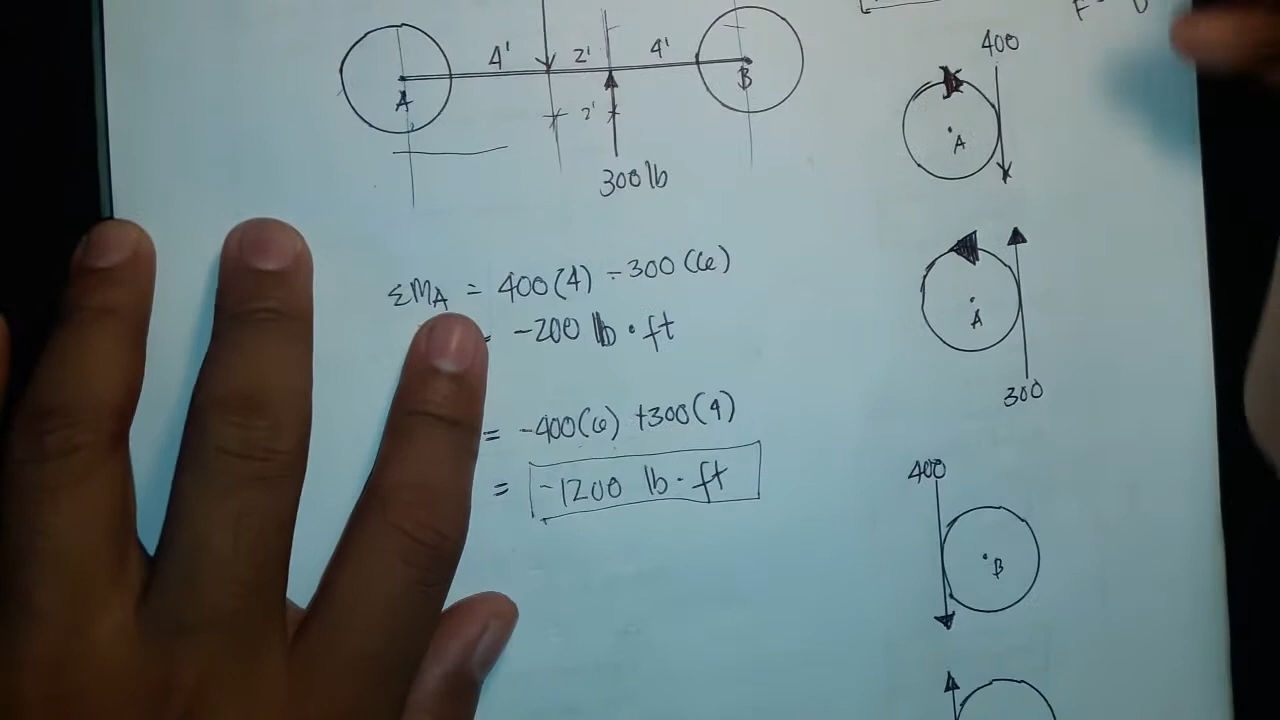 4' 2' 4'
A B
2'
300 lb
ΣMA = 400(4) - 300(6)
= -200 lb·ft
= -400(6) + 300(4)
= -1200 lb·ft
400
A
A
300
400
B